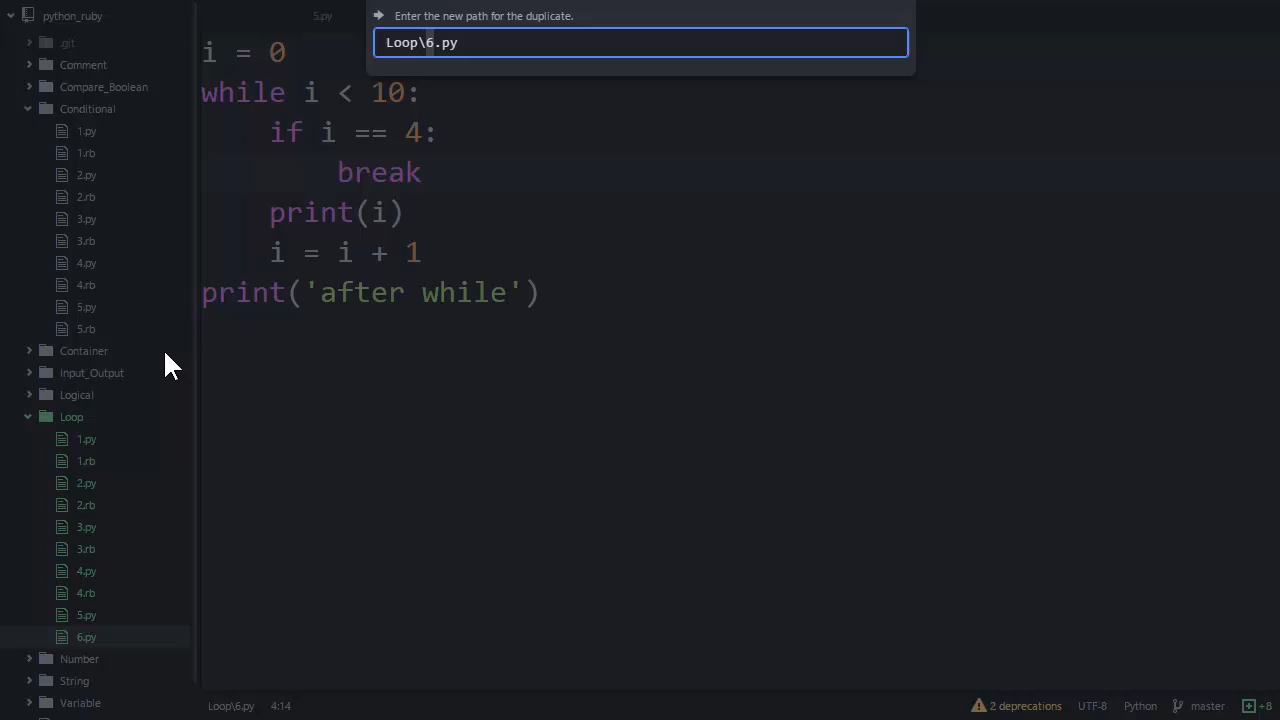 python_ruby
5.py
Enter the new path for the duplicate.
Loop\6.py
.git
Comment
Compare_Boolean
Conditional
1.py
1.rb
2.py
2.rb
3.py
3.rb
4.py
4.rb
5.py
5.rb
Container
Input_Output
Logical
Loop
1.py
1.rb
2.py
2.rb
3.py
3.rb
4.py
4.rb
5.py
6.py
Number
String
Variable
i = 0
while i < 10:
    if i == 4:
        break
    print(i)
    i = i + 1
print('after while')
Loop\6.py 4:14 2 deprecations UTF-8 Python master +8